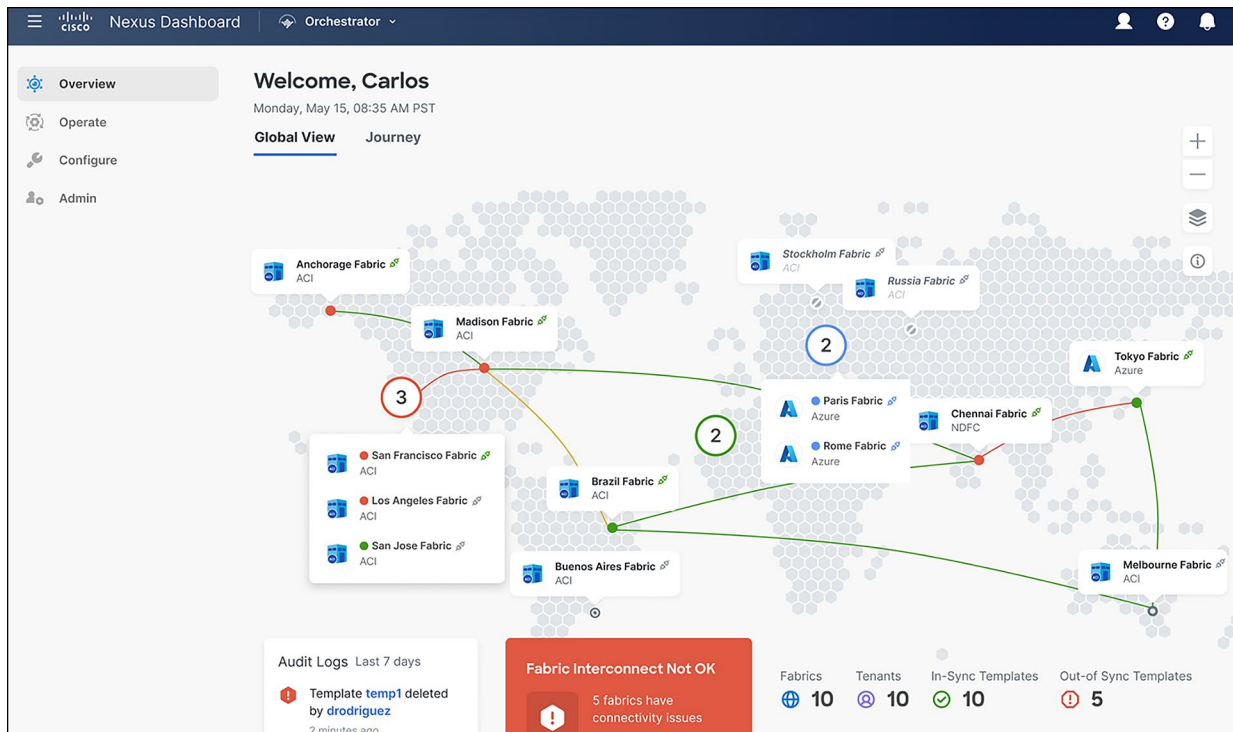 CISCO Nexus Dashboard Orchestrator
Overview
Operate
Configure
Admin
Welcome, Carlos
Monday, May 15, 08:35 AM PST
Global View Journey
Anchorage Fabric
ACI
Madison Fabric
ACI
Stockholm Fabric
ACI
Russia Fabric
ACI
2
Tokyo Fabric
Azure
3
San Francisco Fabric
ACI
Los Angeles Fabric
ACI
San Jose Fabric
ACI
2
Paris Fabric
Azure
Rome Fabric
Azure
Chennai Fabric
NDFC
Brazil Fabric
ACI
Buenos Aires Fabric
ACI
Melbourne Fabric
ACI
Audit Logs Last 7 days
Template temp1 deleted
by drodriguez
2 minutes ago
Fabric Interconnect Not OK
5 fabrics have
connectivity issues
Fabrics
10
Tenants
10
In-Sync Templates
10
Out-of Sync Templates
5